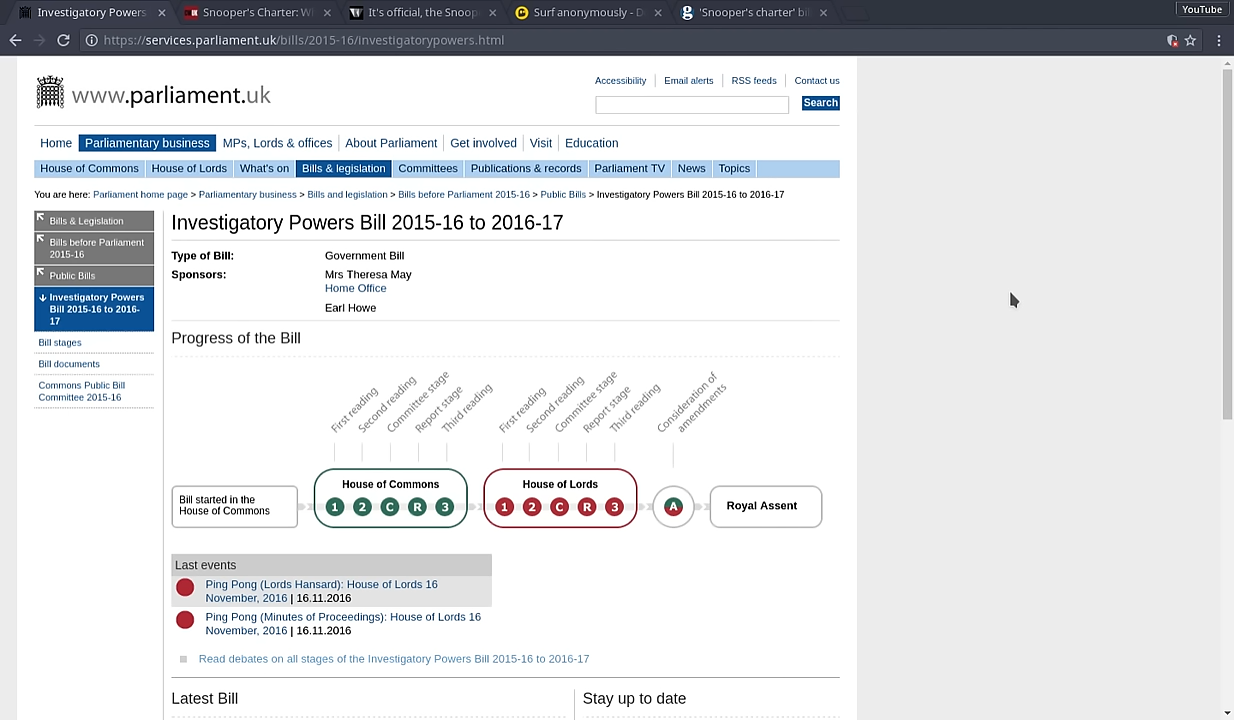 Investigatory Powers
Snooper's Charter: W
It's official, the Snoop
Surf anonymously - D
'Snooper's charter' bil
YouTube
https://services.parliament.uk/bills/2015-16/investigatorypowers.html
Accessibility Email alerts RSS feeds Contact us
www.parliament.uk
Search
Home Parliamentary business MPs, Lords & offices About Parliament Get involved Visit Education
House of Commons House of Lords What's on Bills & legislation Committees Publications & records Parliament TV News Topics
You are here: Parliament home page > Parliamentary business > Bills and legislation > Bills before Parliament 2015-16 > Public Bills > Investigatory Powers Bill 2015-16 to 2016-17
Bills & Legislation
Bills before Parliament
2015-16
Public Bills
Investigatory Powers
Bill 2015-16 to 2016-
17
Bill stages
Bill documents
Commons Public Bill
Committee 2015-16
Investigatory Powers Bill 2015-16 to 2016-17
Type of Bill: Government Bill
Sponsors: Mrs Theresa May
Home Office
Earl Howe
Progress of the Bill
First reading
Second reading
Committee stage
Report stage
Third reading
First reading
Second reading
Committee stage
Report stage
Third reading
Consideration of
amendments
Bill started in the
House of Commons
House of Commons
1 2 C R 3
House of Lords
1 2 C R 3
A
Royal Assent
Last events
Ping Pong (Lords Hansard): House of Lords 16
November, 2016 | 16.11.2016
Ping Pong (Minutes of Proceedings): House of Lords 16
November, 2016 | 16.11.2016
Read debates on all stages of the Investigatory Powers Bill 2015-16 to 2016-17
Latest Bill
Stay up to date